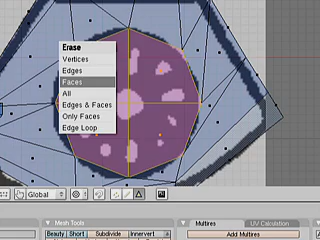 Erase
Vertices
Edges
Faces
All
Edges & Faces
Only Faces
Edge Loop
Global
Mesh Tools
Multires
UV Calculation
Beauty Short Subdivide Innervert
Add Multires